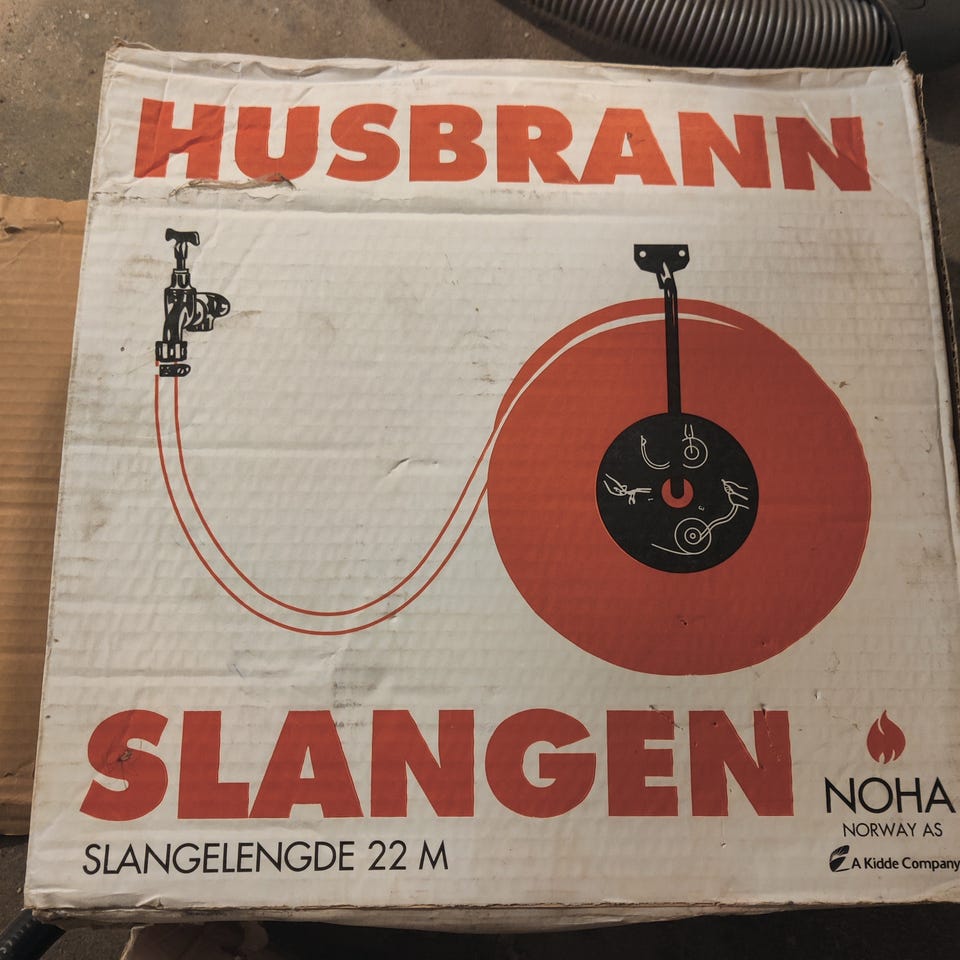 HUSBRANN
SLANGEN
SLANGELENGDE 22 M
NOHA
NORWAY AS
A Kidde Company